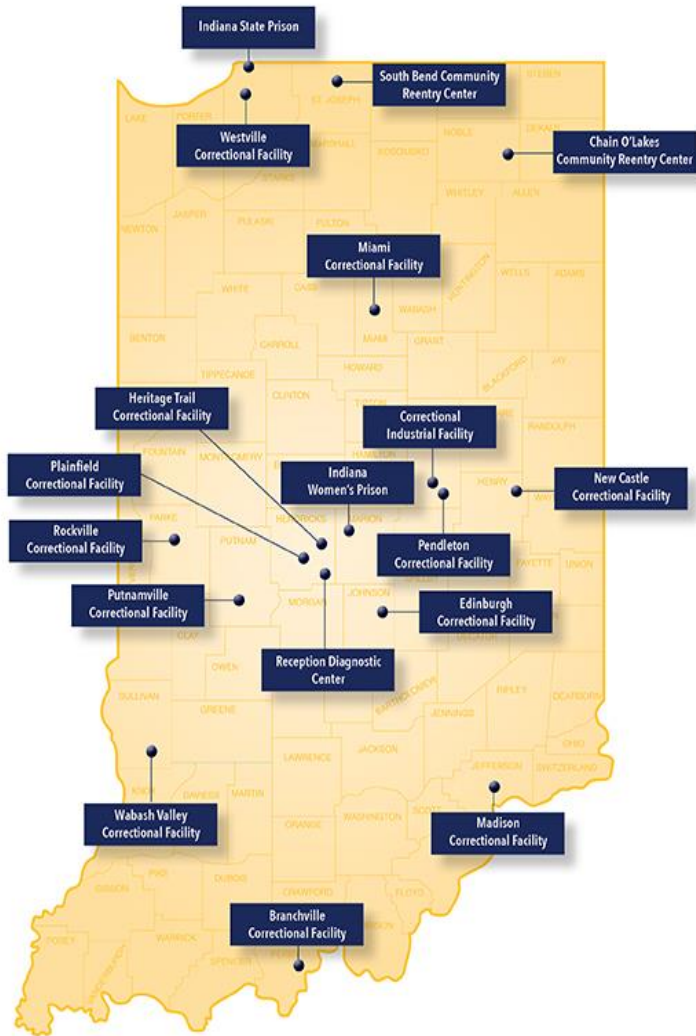 Indiana State Prison
South Bend Community
Reentry Center
Westville
Correctional Facility
Chain O'Lakes
Community Reentry Center
Miami
Correctional Facility
Heritage Trail
Correctional Facility
Correctional
Industrial Facility
Plainfield
Correctional Facility
Indiana
Women's Prison
New Castle
Correctional Facility
Rockville
Correctional Facility
Pendleton
Correctional Facility
Putnamville
Correctional Facility
Edinburgh
Correctional Facility
Reception Diagnostic
Center
Wabash Valley
Correctional Facility
Madison
Correctional Facility
Branchville
Correctional Facility
LAKE
PORTER
ST. JOSEPH
STEUBEN
NOBLE
STARKE
WHITLEY
ALLEN
NEWTON
JASPER
PULASKI
FULTON
HUNTINGTON
WELLS
ADAMS
WHITE
CASS
WABASH
MIAMI
BENTON
CARROLL
GRANT
HOWARD
BLACKFORD
JAY
TIPPECANOE
CLINTON
TIPTON
RANDOLPH
FOUNTAIN
MONTGOMERY
HAMILTON
HENRY
HENDRICKS
MARION
PARKE
PUTNAM
FAYETTE
UNION
MORGAN
JOHNSON
CLAY
OWEN
BARTHOLOMEW
RIPLEY
DEARBORN
SULLIVAN
GREENE
JENNINGS
OHIO
JACKSON
LAWRENCE
JEFFERSON
SWITZERLAND
KNOX
DAVIESS
MARTIN
WASHINGTON
SCOTT
ORANGE
PIKE
DUBOIS
CRAWFORD
FLOYD
GIBSON
POSEY
WARRICK
SPENCER